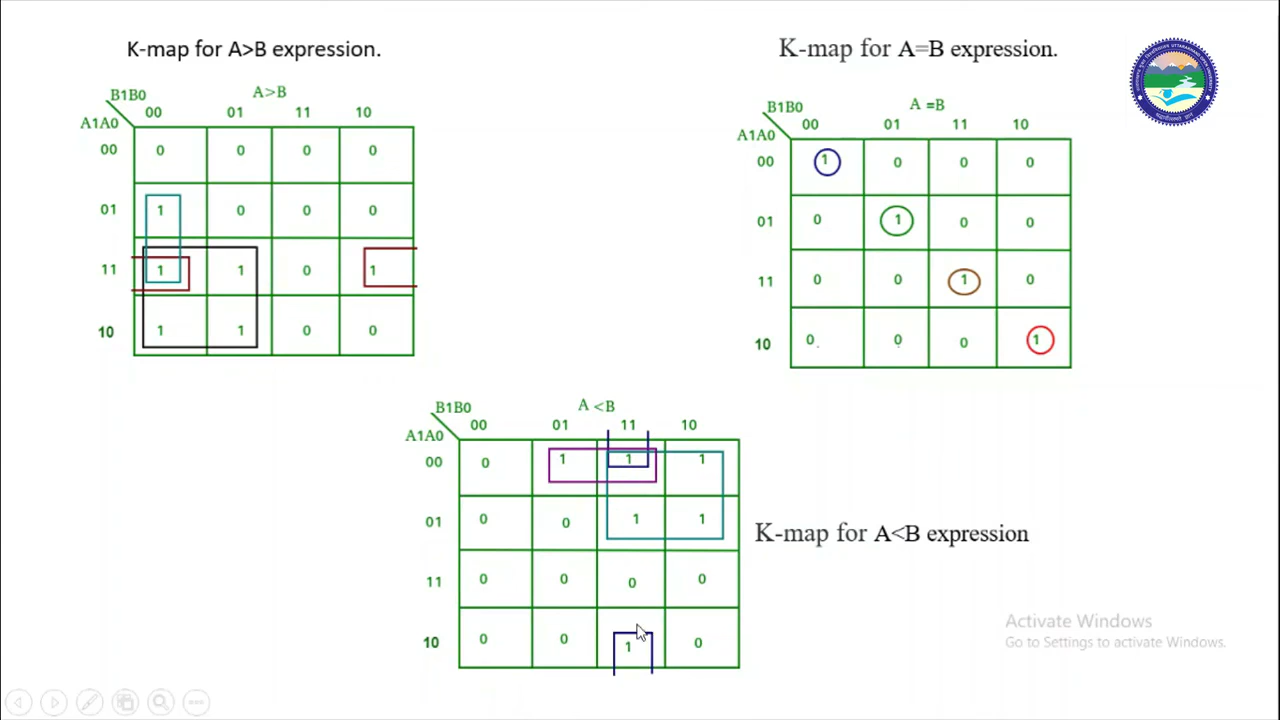 K-map for A>B expression.
B1B0 A>B
00 01 11 10
A1A0
00 0 0 0 0
01 1 0 0 0
11 1 1 0 1
10 1 1 0 0
K-map for A=B expression.
B1B0 A =B
00 01 11 10
A1A0
00 1 0 0 0
01 0 1 0 0
11 0 0 1 0
10 0 0 0 1
B1B0 A <B
00 01 11 10
A1A0
00 0 1 1 1
01 0 0 1 1
11 0 0 0 0
10 0 0 1 0
K-map for A<B expression
Activate Windows
Go to Settings to activate Windows.